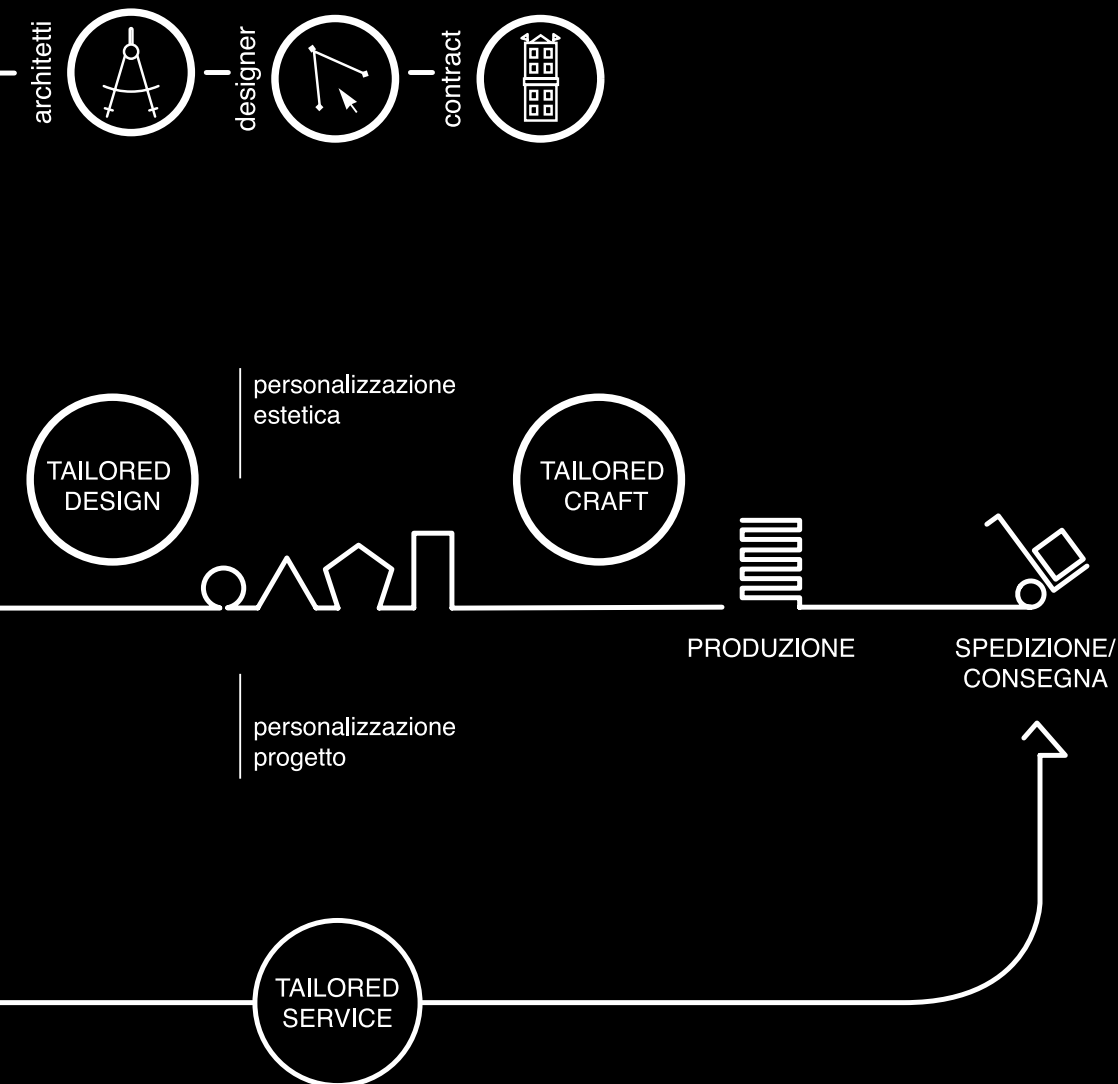 architetti
designer
contract
personalizzazione
estetica
TAILORED
DESIGN
TAILORED
CRAFT
PRODUZIONE
SPEDIZIONE/
CONSEGNA
personalizzazione
progetto
TAILORED
SERVICE